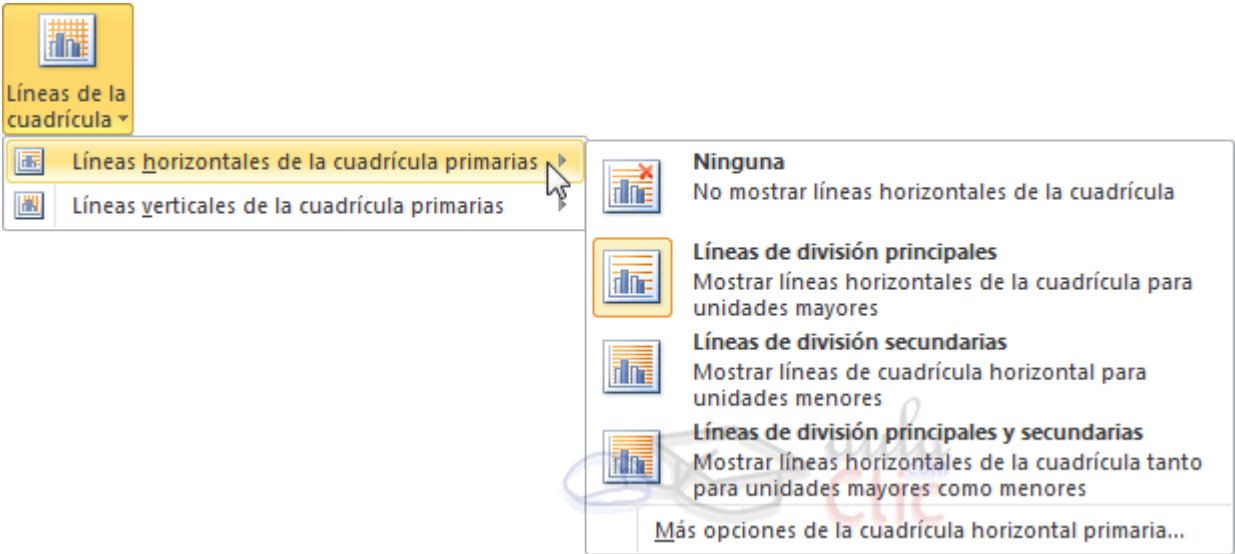 Líneas de la
cuadrícula
Líneas horizontales de la cuadrícula primarias
Líneas verticales de la cuadrícula primarias
Ninguna
No mostrar líneas horizontales de la cuadrícula
Líneas de división principales
Mostrar líneas horizontales de la cuadrícula para
unidades mayores
Líneas de división secundarias
Mostrar líneas de cuadrícula horizontal para
unidades menores
Líneas de división principales y secundarias
Mostrar líneas horizontales de la cuadrícula tanto
para unidades mayores como menores
Más opciones de la cuadrícula horizontal primaria...
aula
clic
.com